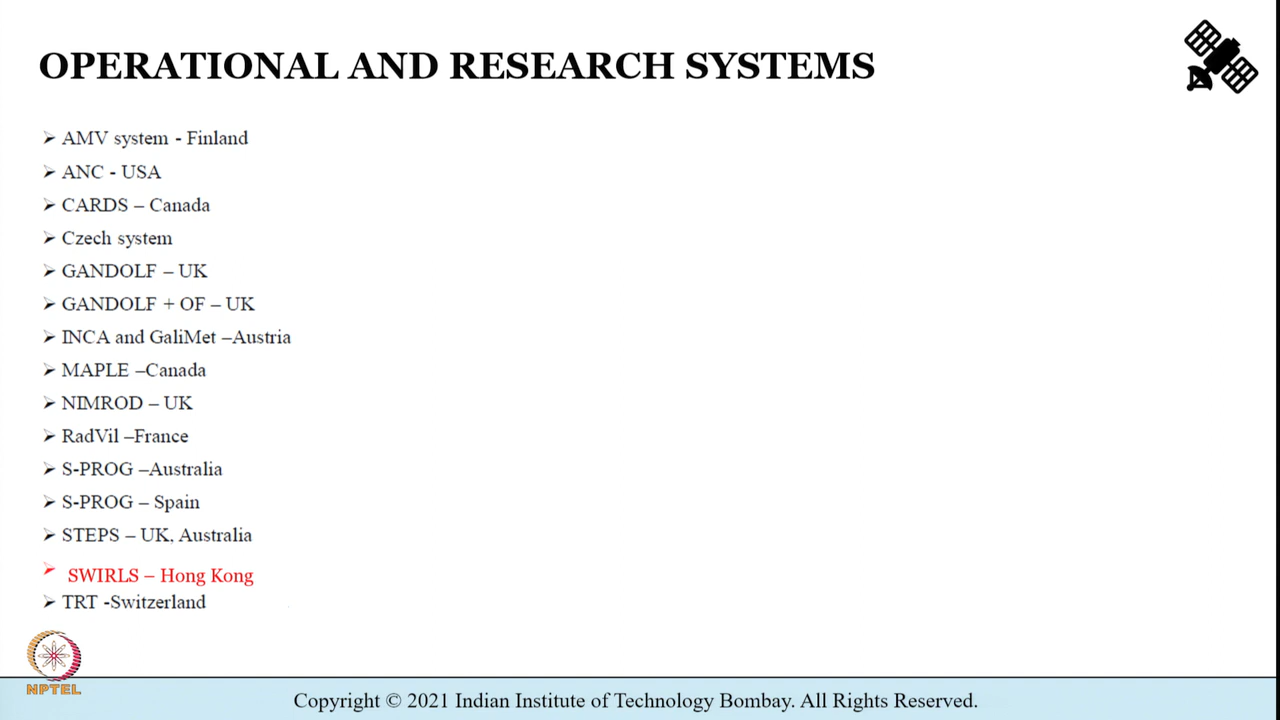 OPERATIONAL AND RESEARCH SYSTEMS
➢ AMV system - Finland
➢ ANC - USA
➢ CARDS – Canada
➢ Czech system
➢ GANDOLF – UK
➢ GANDOLF + OF – UK
➢ INCA and GaliMet –Austria
➢ MAPLE –Canada
➢ NIMROD – UK
➢ RadVil –France
➢ S-PROG –Australia
➢ S-PROG – Spain
➢ STEPS – UK, Australia
➢ SWIRLS – Hong Kong
➢ TRT -Switzerland
NPTEL
Copyright © 2021 Indian Institute of Technology Bombay. All Rights Reserved.